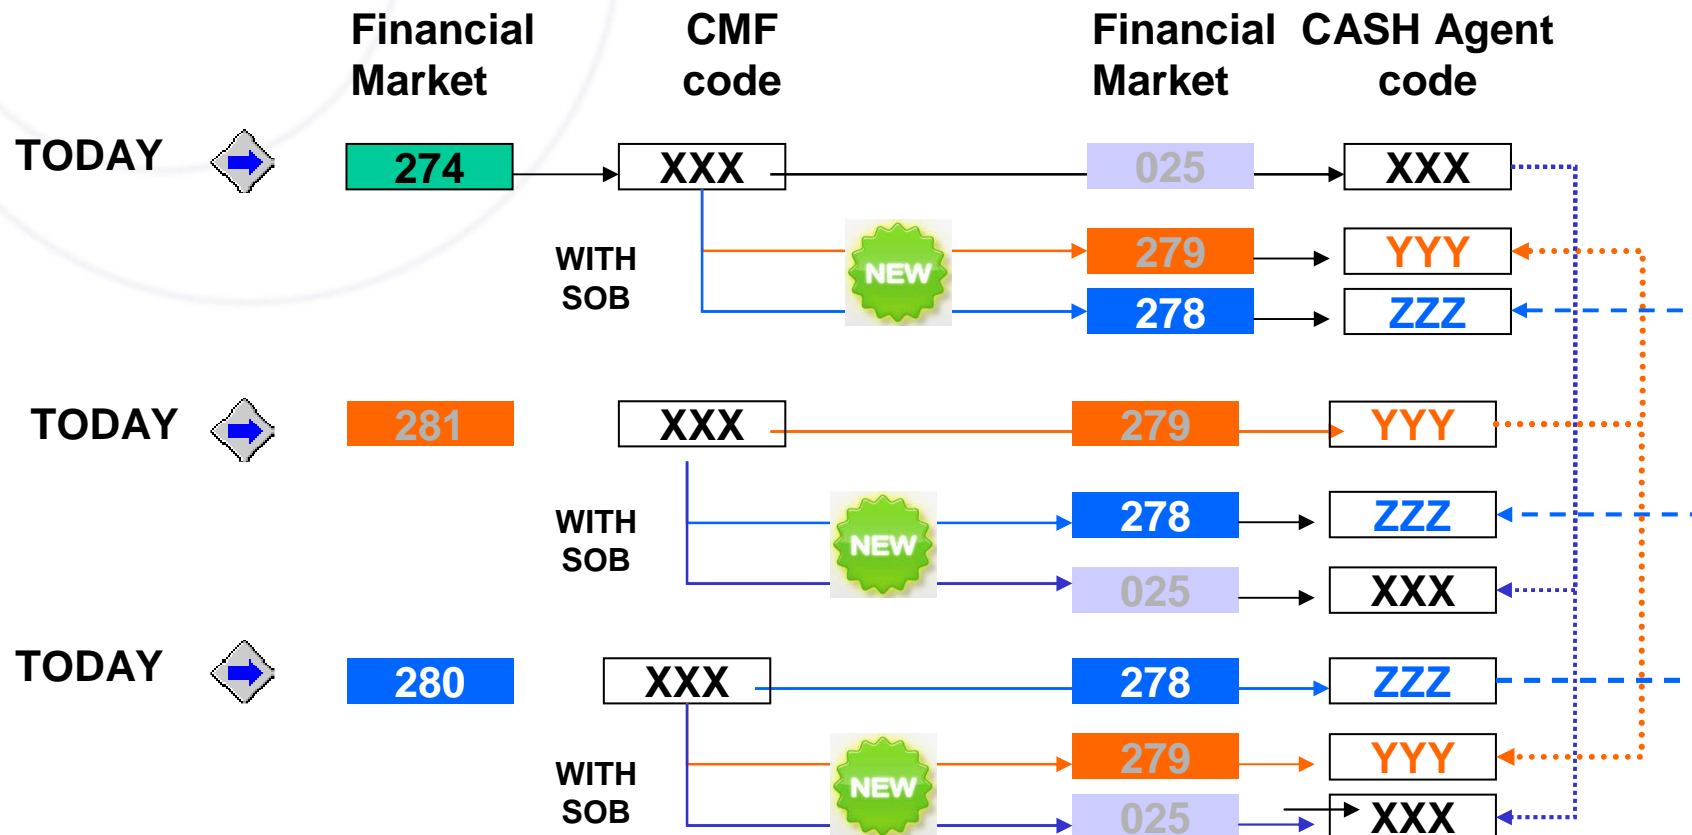 Financial Market
CMF code
Financial Market
CASH Agent code
TODAY
274
XXX
025
XXX
WITH SOB
NEW
279
YYY
278
ZZZ
TODAY
281
XXX
279
YYY
WITH SOB
NEW
278
ZZZ
025
XXX
TODAY
280
XXX
278
ZZZ
WITH SOB
NEW
279
YYY
025
XXX